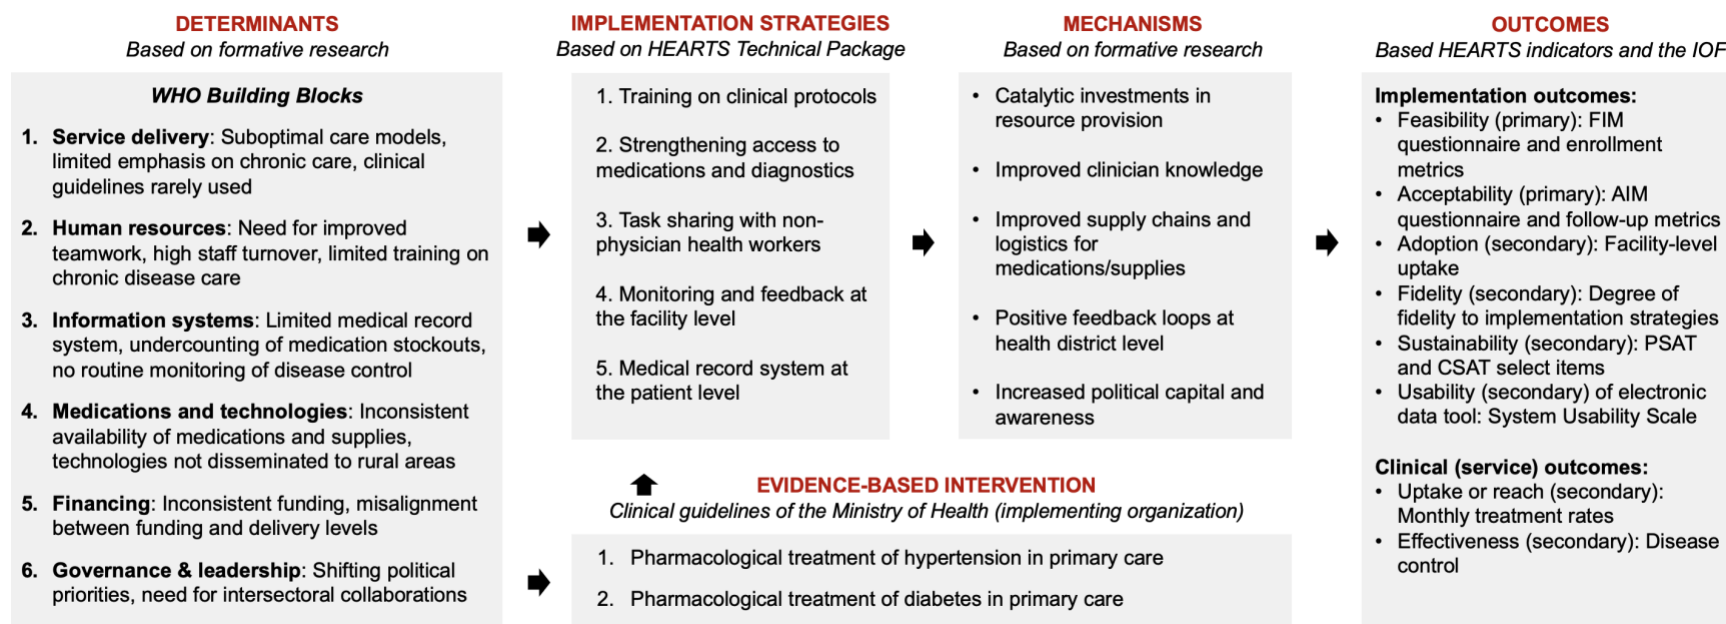 DETERMINANTS
Based on formative research
WHO Building Blocks
1. Service delivery: Suboptimal care models,
limited emphasis on chronic care, clinical
guidelines rarely used
2. Human resources: Need for improved
teamwork, high staff turnover, limited training on
chronic disease care
3. Information systems: Limited medical record
system, undercounting of medication stockouts,
no routine monitoring of disease control
4. Medications and technologies: Inconsistent
availability of medications and supplies,
technologies not disseminated to rural areas
5. Financing: Inconsistent funding, misalignment
between funding and delivery levels
6. Governance & leadership: Shifting political
priorities, need for intersectoral collaborations
IMPLEMENTATION STRATEGIES
Based on HEARTS Technical Package
1. Training on clinical protocols
2. Strengthening access to
medications and diagnostics
3. Task sharing with non-
physician health workers
4. Monitoring and feedback at
the facility level
5. Medical record system at
the patient level
MECHANISMS
Based on formative research
• Catalytic investments in
resource provision
• Improved clinician knowledge
• Improved supply chains and
logistics for
medications/supplies
• Positive feedback loops at
health district level
• Increased political capital and
awareness
EVIDENCE-BASED INTERVENTION
Clinical guidelines of the Ministry of Health (implementing organization)
1. Pharmacological treatment of hypertension in primary care
2. Pharmacological treatment of diabetes in primary care
OUTCOMES
Based HEARTS indicators and the IOF
Implementation outcomes:
• Feasibility (primary): FIM
questionnaire and enrollment
metrics
• Acceptability (primary): AIM
questionnaire and follow-up metrics
• Adoption (secondary): Facility-level
uptake
• Fidelity (secondary): Degree of
fidelity to implementation strategies
• Sustainability (secondary): PSAT
and CSAT select items
• Usability (secondary) of electronic
data tool: System Usability Scale
Clinical (service) outcomes:
• Uptake or reach (secondary):
Monthly treatment rates
• Effectiveness (secondary): Disease
control